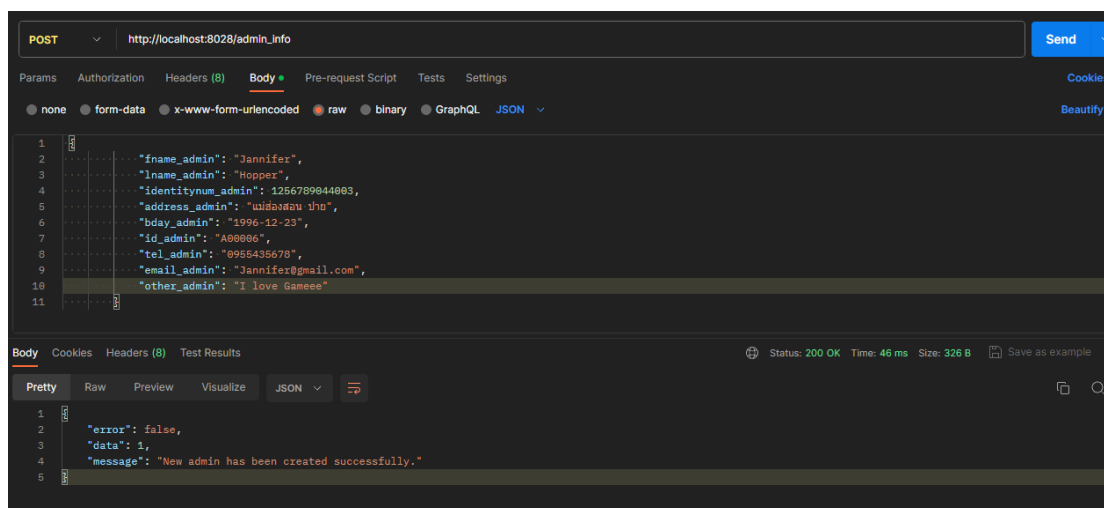 POST http://localhost:8028/admin_info Send
Params Authorization Headers (8) Body Pre-request Script Tests Settings Cookies
none form-data x-www-form-urlencoded raw binary GraphQL JSON Beautify
1 {
2 "fname_admin": "Jannifer",
3 "lname_admin": "Hopper",
4 "identitynum_admin": 1256789044003,
5 "address_admin": "แม่ฮ่องสอน ปาย",
6 "bday_admin": "1996-12-23",
7 "id_admin": "A00006",
8 "tel_admin": "0955435678",
9 "email_admin": "Jannifer@gmail.com",
10 "other_admin": "I love Gameee"
11 }
Body Cookies Headers (8) Test Results Status: 200 OK Time: 46 ms Size: 326 B Save as example
Pretty Raw Preview Visualize JSON
1 {
2 "error": false,
3 "data": 1,
4 "message": "New admin has been created successfully."
5 }